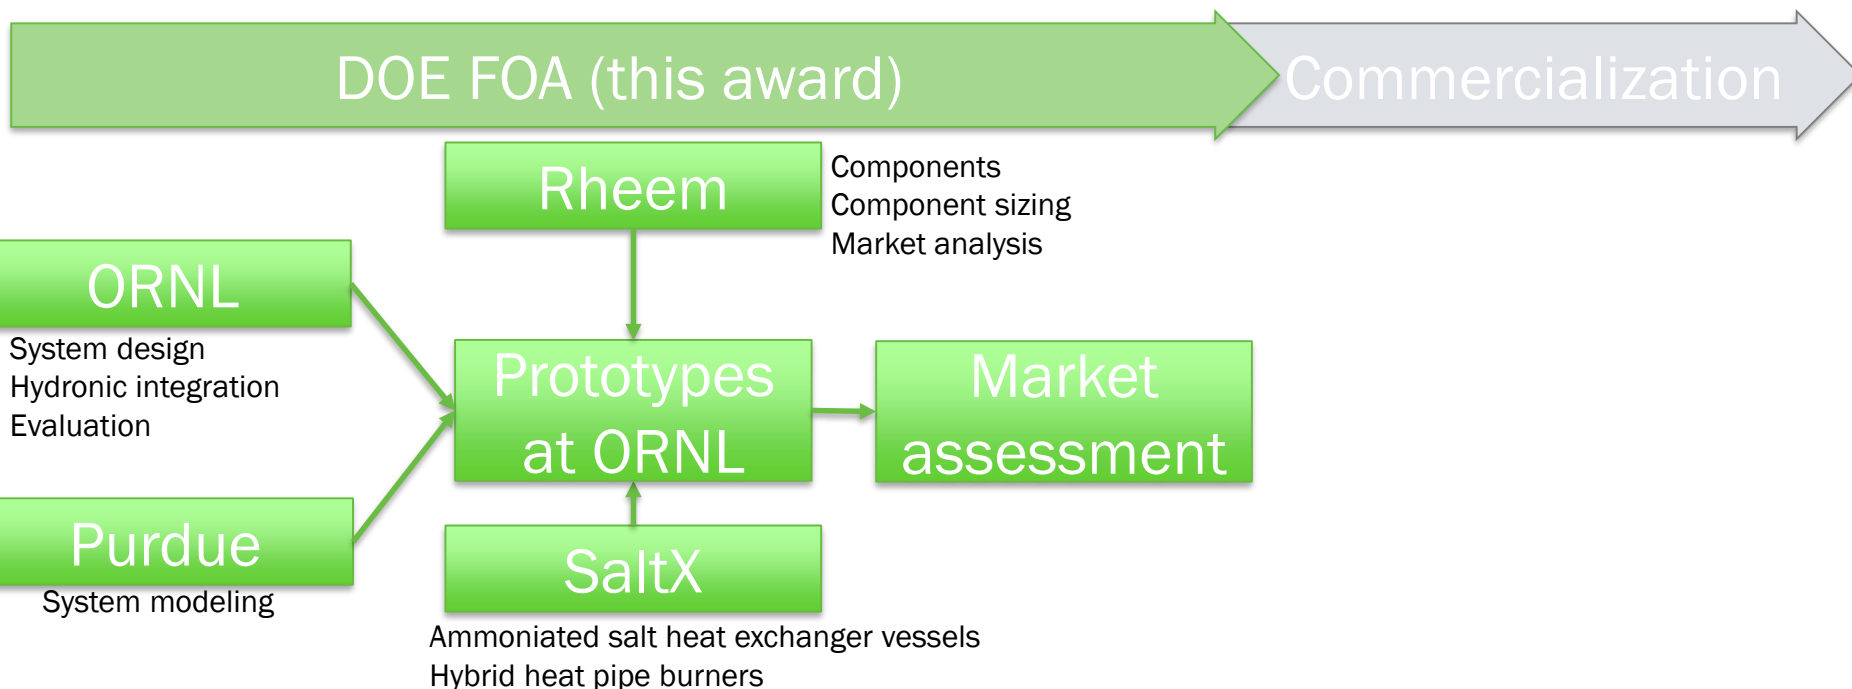 DOE FOA (this award)
Commercialization
Rheem
Components
Component sizing
Market analysis
ORNL
System design
Hydronic integration
Evaluation
Prototypes
at ORNL
Market
assessment
Purdue
System modeling
SaltX
Ammoniated salt heat exchanger vessels
Hybrid heat pipe burners